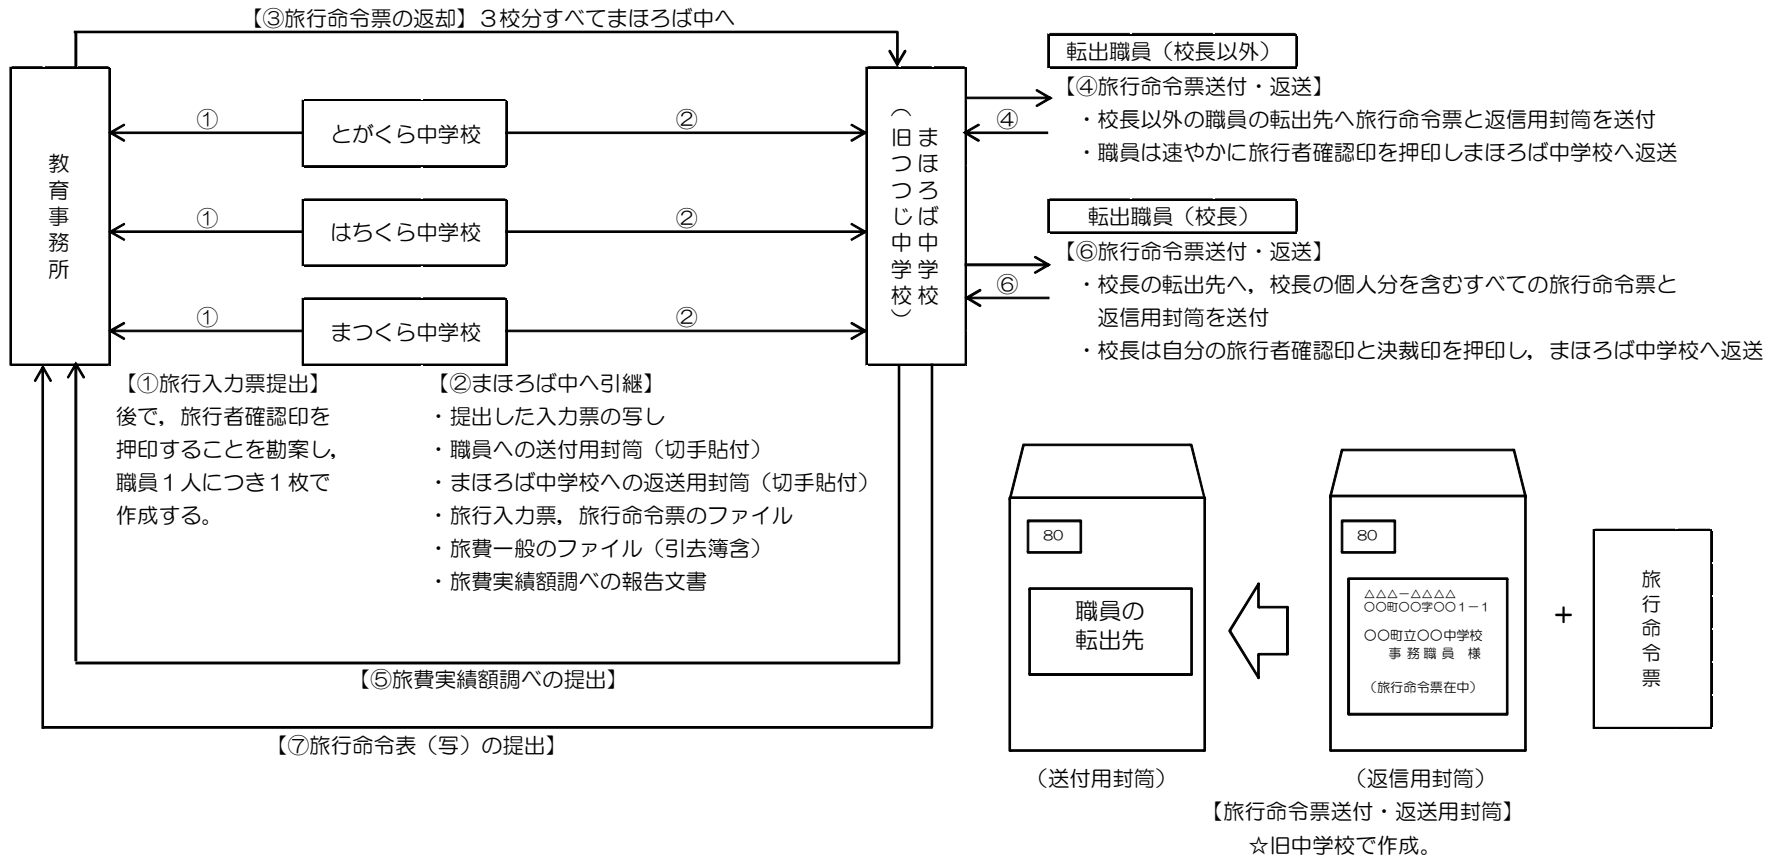 【③旅行命令票の返却】３校分すべてまほろば中へ
教育事務所
①
とがくら中学校
②
①
はちくら中学校
②
①
まつくら中学校
②
まほろば中学校
（旧つつじ中学校）
転出職員（校長以外）
【④旅行命令票送付・返送】
④
・校長以外の職員の転出先へ旅行命令票と返信用封筒を送付
・職員は速やかに旅行者確認印を押印しまほろば中学校へ返送
転出職員（校長）
【⑥旅行命令票送付・返送】
⑥
・校長の転出先へ，校長の個人分を含むすべての旅行命令票と
返信用封筒を送付
・校長は自分の旅行者確認印と決裁印を押印し，まほろば中学校へ返送
【①旅行入力票提出】
後で，旅行者確認印を
押印することを勘案し，
職員１人につき１枚で
作成する。
【②まほろば中へ引継】
・提出した入力票の写し
・職員への送付用封筒（切手貼付）
・まほろば中学校への返送用封筒（切手貼付）
・旅行入力票，旅行命令票のファイル
・旅費一般のファイル（引去簿含）
・旅費実績額調べの報告文書
【⑤旅費実績額調べの提出】
【⑦旅行命令表（写）の提出】
80
職員の
転出先
（送付用封筒）
80
△△△－△△△△
〇〇町〇〇字〇〇１－１
〇〇町立〇〇中学校
事務職員　様
（旅行命令票在中）
（返信用封筒）
＋
旅行命令票
【旅行命令票送付・返送用封筒】
☆旧中学校で作成。